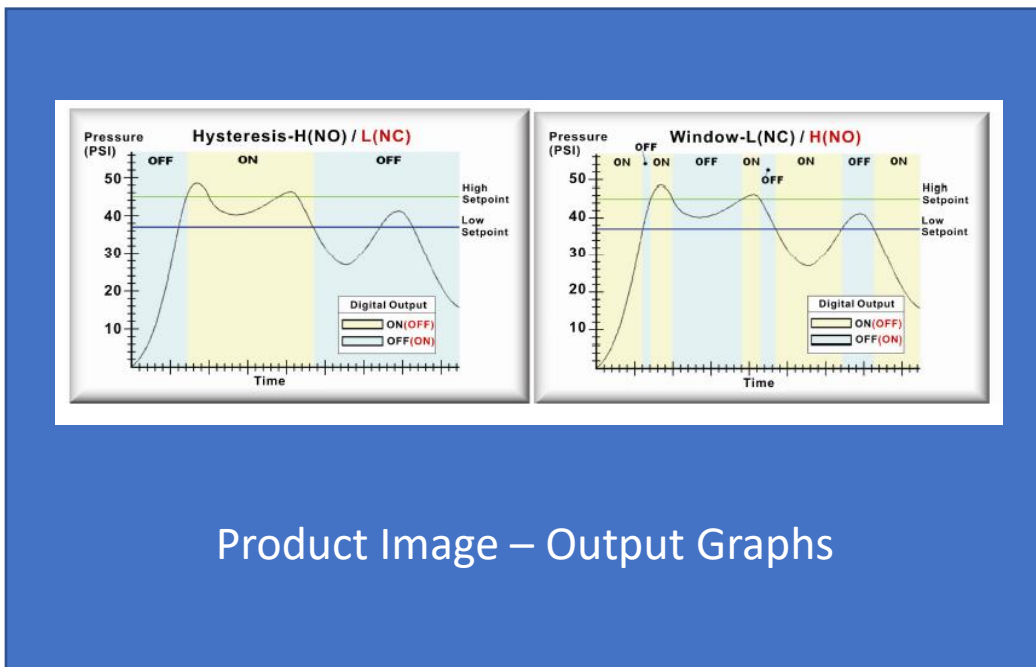 Hysteresis-H(NO) / L(NC)
Pressure
(PSI)
OFF ON OFF
50
40
30
20
10
High
Setpoint
Low
Setpoint
Digital Output
ON(OFF)
OFF(ON)
Time
Window-L(NC) / H(NO)
Pressure
(PSI)
OFF
ON ON OFF ON ON OFF ON
OFF
50
40
30
20
10
High
Setpoint
Low
Setpoint
Digital Output
ON(OFF)
OFF(ON)
Time
Product Image – Output Graphs